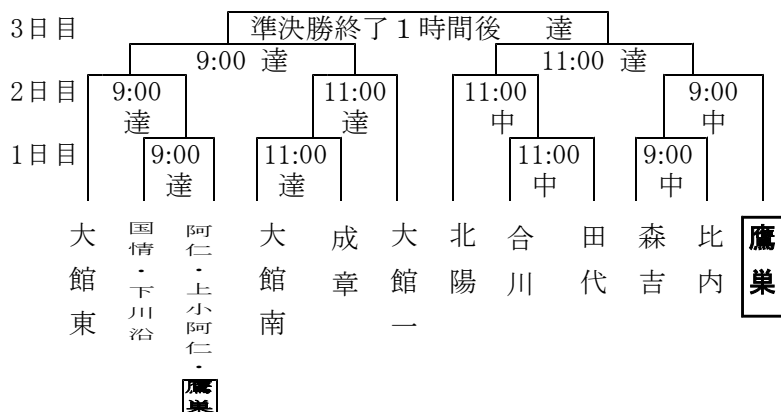 3日目
準決勝終了１時間後 達
9:00 達
11:00 達
2日目
9:00
達
11:00
達
11:00
中
9:00
中
1日目
9:00
達
11:00
達
11:00
中
9:00
中
大館東
国情・下川沿
阿仁・上小阿仁・鷹巣
大館南
成章
大館一
北陽
合川
田代
森吉
比内
鷹巣